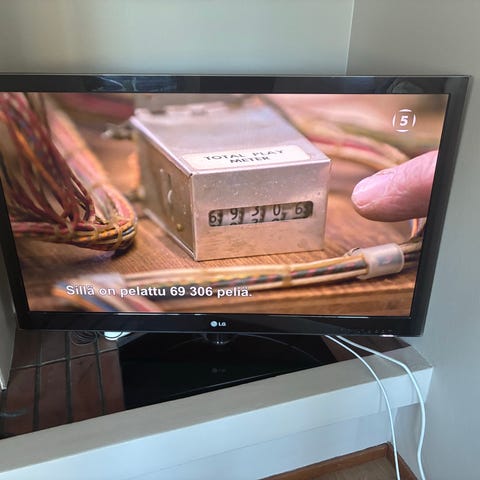 5
TOTAL PLAY
METER
69306
Sillä on pelattu 69 306 peliä.
LG